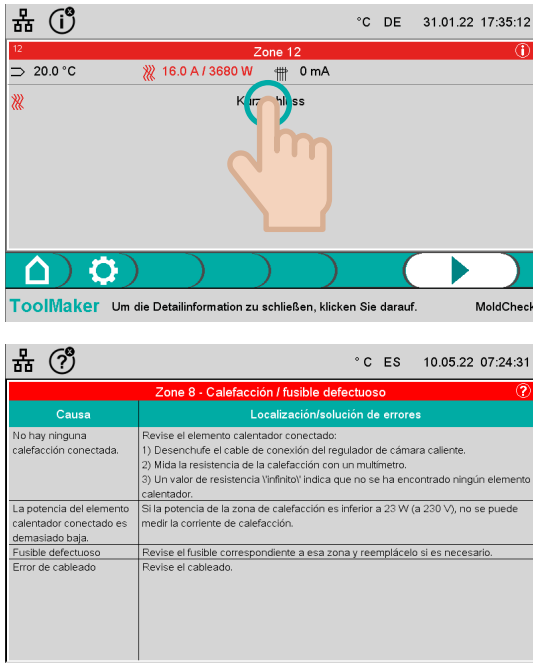 °C DE 31.01.22 17:35:12
12 Zone 12
20.0 °C 16.0 A / 3680 W 0 mA
ToolMaker Um die Detailinformation zu schließen, klicken Sie darauf. MoldCheck
°C ES 10.05.22 07:24:31
Zone 8 - Calefacción / fusible defectuoso
Causa Localización/solución de errores
No hay ninguna
calefacción conectada.
Revise el elemento calentador conectado:
1) Desenchufe el cable de conexión del regulador de cámara caliente.
2) Mida la resistencia de la calefacción con un multímetro.
3) Un valor de resistencia \'infinito\' indica que no se ha encontrado ningún elemento
calentador.
La potencia del elemento
calentador conectado es
demasiado baja.
Si la potencia de la zona de calefacción es inferior a 23 W (a 230 V), no se puede
medir la corriente de calefacción.
Fusible defectuoso
Revise el fusible correspondiente a esa zona y reemplácelo si es necesario.
Error de cableado
Revise el cableado.